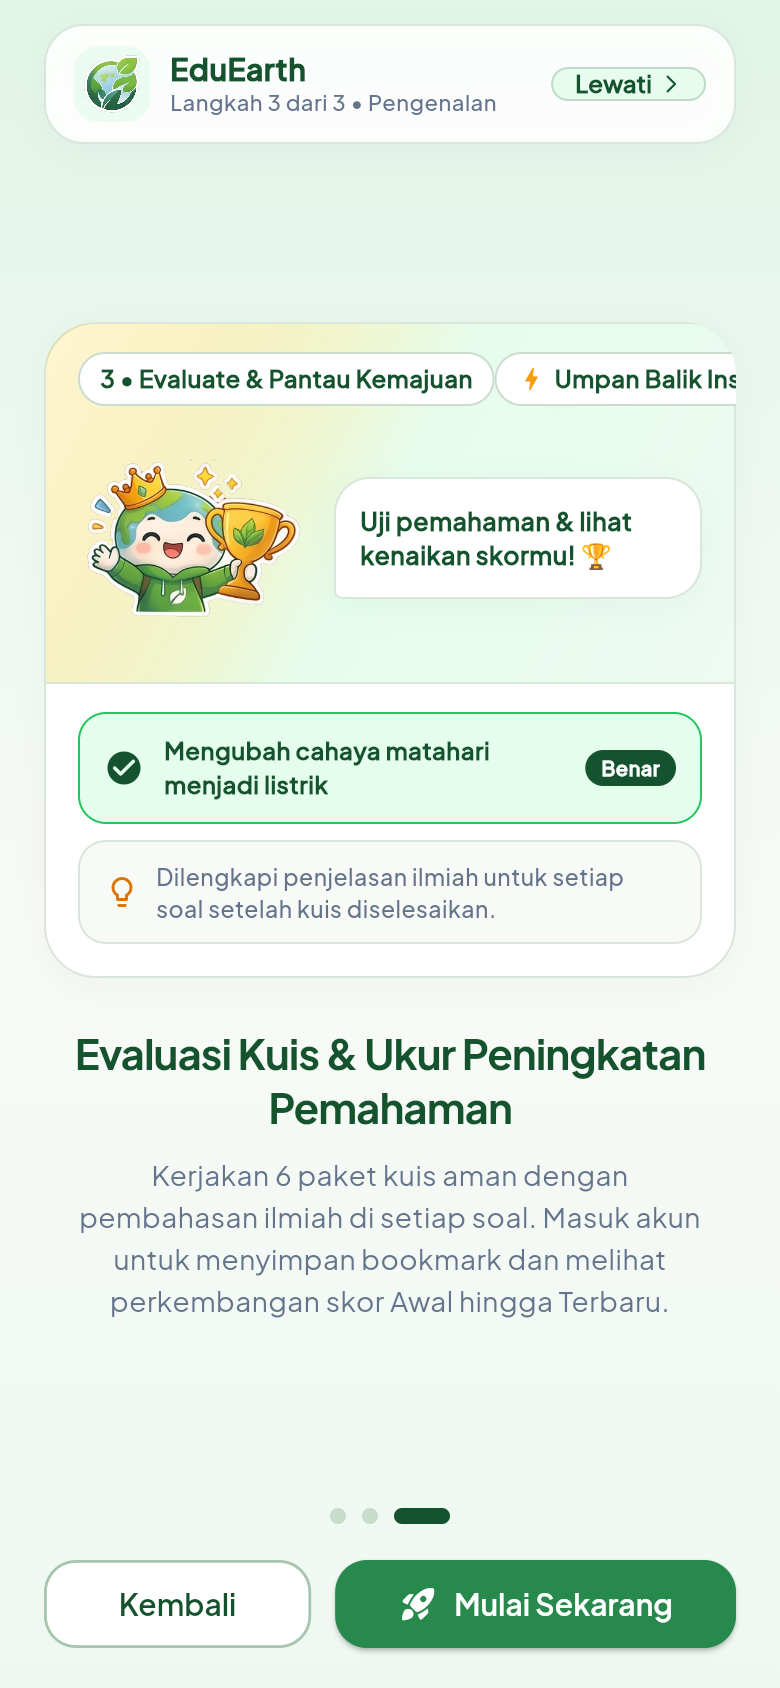 EduEarth
Langkah 3 dari 3 • Pengenalan
Lewati
3 • Evaluate & Pantau Kemajuan
Umpan Balik Ins
Uji pemahaman & lihat
kenaikan skormu! 🏆
Mengubah cahaya matahari
menjadi listrik
Benar
Dilengkapi penjelasan ilmiah untuk setiap
soal setelah kuis diselesaikan.
Evaluasi Kuis & Ukur Peningkatan
Pemahaman
Kerjakan 6 paket kuis aman dengan
pembahasan ilmiah di setiap soal. Masuk akun
untuk menyimpan bookmark dan melihat
perkembangan skor Awal hingga Terbaru.
Kembali
Mulai Sekarang